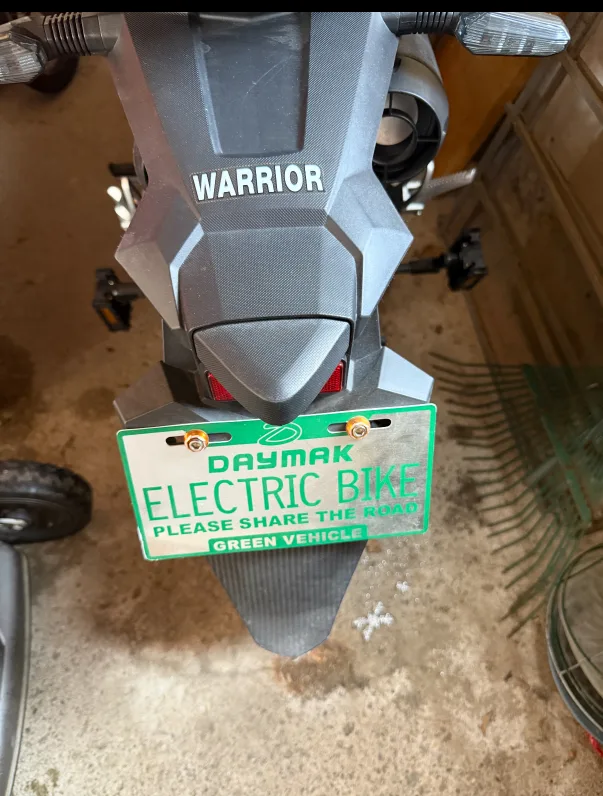 WARRIOR
DAYMAK
ELECTRIC BIKE
PLEASE SHARE THE ROAD
GREEN VEHICLE